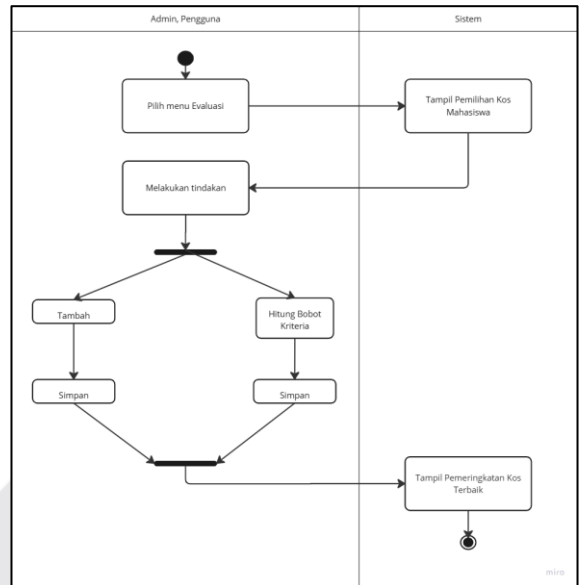 Admin, Pengguna
Sistem
Pilih menu Evaluasi
Tampil Pemilihan Kos
Mahasiswa
Melakukan tindakan
Tambah
Hitung Bobot
Kriteria
Simpan
Simpan
Tampil Pemeringkatan Kos
Terbaik
miro